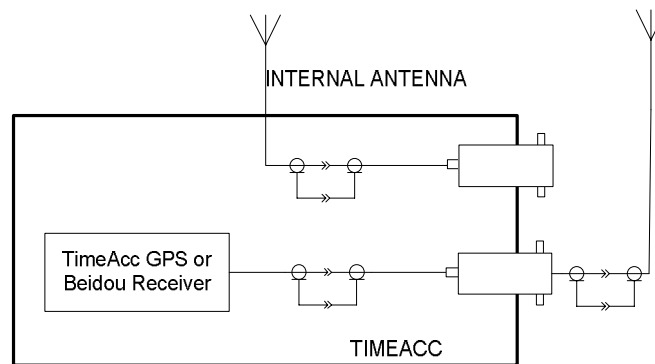 INTERNAL ANTENNA
TimeAcc GPS or
Beidou Receiver
TIMEACC